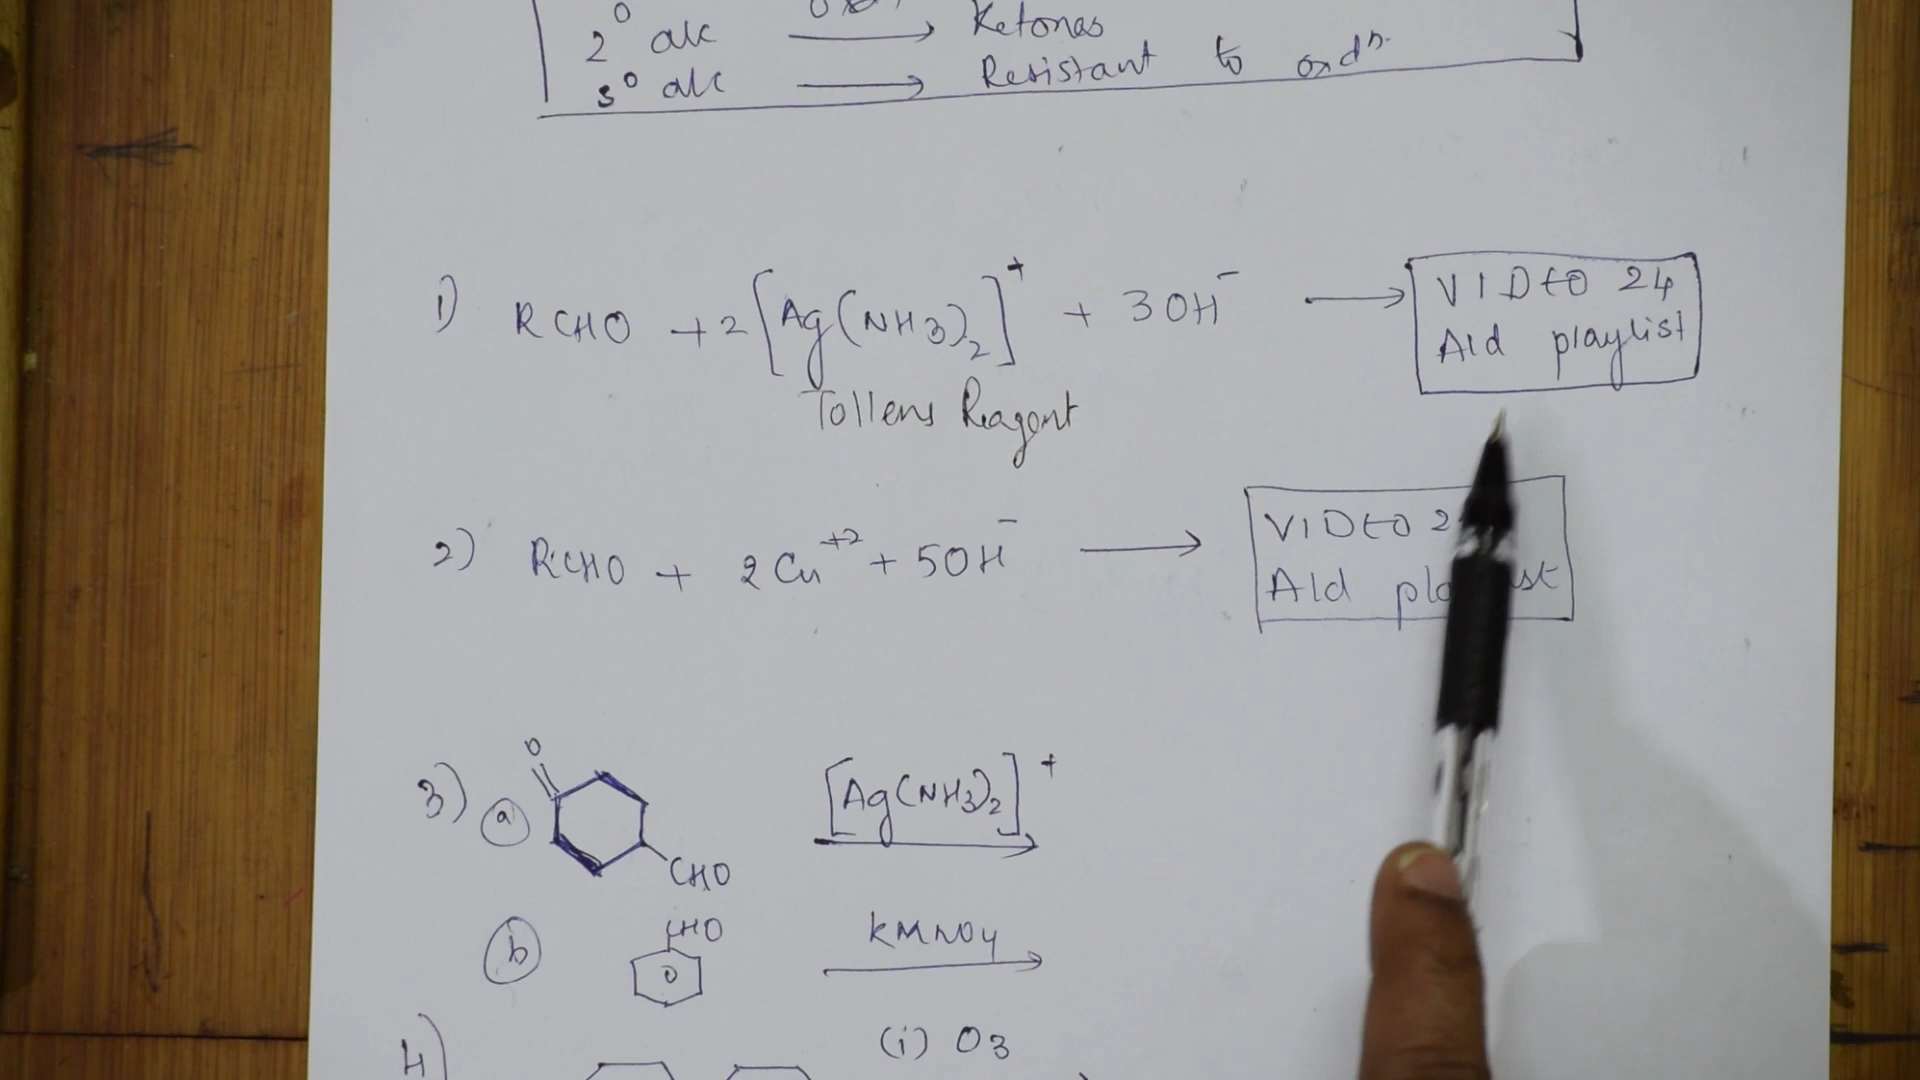 2° alc ⟶ Ketones
3° alc ⟶ Resistant to oxdⁿ.
1) RCHO + 2[Ag(NH3)₂]⁺ + 3OH⁻ ⟶ VIDEO 24
Ald playlist
Tollens Reagent
2) RCHO + 2Cu⁺² + 5OH⁻ ⟶ VIDEO 2
Ald
O
3) (a) [Ag(NH3)₂]⁺
CHO
(b) CHO KMnO4
4) (i) O3